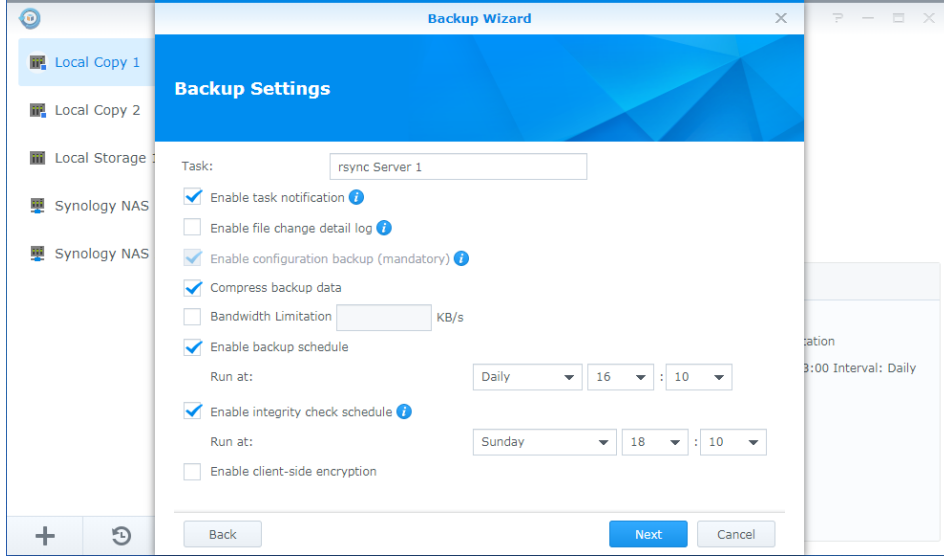 Backup Wizard
Local Copy 1
Local Copy 2
Local Storage
Synology NAS
Synology NAS
Backup Settings
Task: rsync Server 1
Enable task notification
Enable file change detail log
Enable configuration backup (mandatory)
Compress backup data
Bandwidth Limitation KB/s
Enable backup schedule
Run at: Daily 16 : 10
Enable integrity check schedule
Run at: Sunday 18 : 10
Enable client-side encryption
Back Next Cancel
:00 Interval: Daily